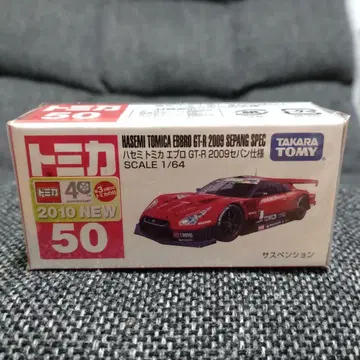 トミカ
50
トミカ
40
2010 NEW
50
HASEMI TOMICA EBBRO GT-R 2009 SEPANG SPEC
ハセミ トミカ エブロ GT-R 2009セパン仕様
SCALE 1/64
TAKARA
TOMY
サスペンション